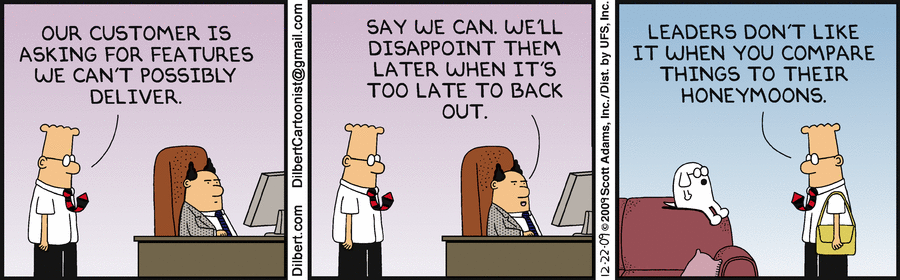 OUR CUSTOMER IS
ASKING FOR FEATURES
WE CAN'T POSSIBLY
DELIVER.
Dilbert.com DilbertCartoonist@gmail.com
SAY WE CAN. WE'LL
DISAPPOINT THEM
LATER WHEN IT'S
TOO LATE TO BACK
OUT.
12-22-09 © 2009 Scott Adams, Inc./Dist. by UFS, Inc.
LEADERS DON'T LIKE
IT WHEN YOU COMPARE
THINGS TO THEIR
HONEYMOONS.